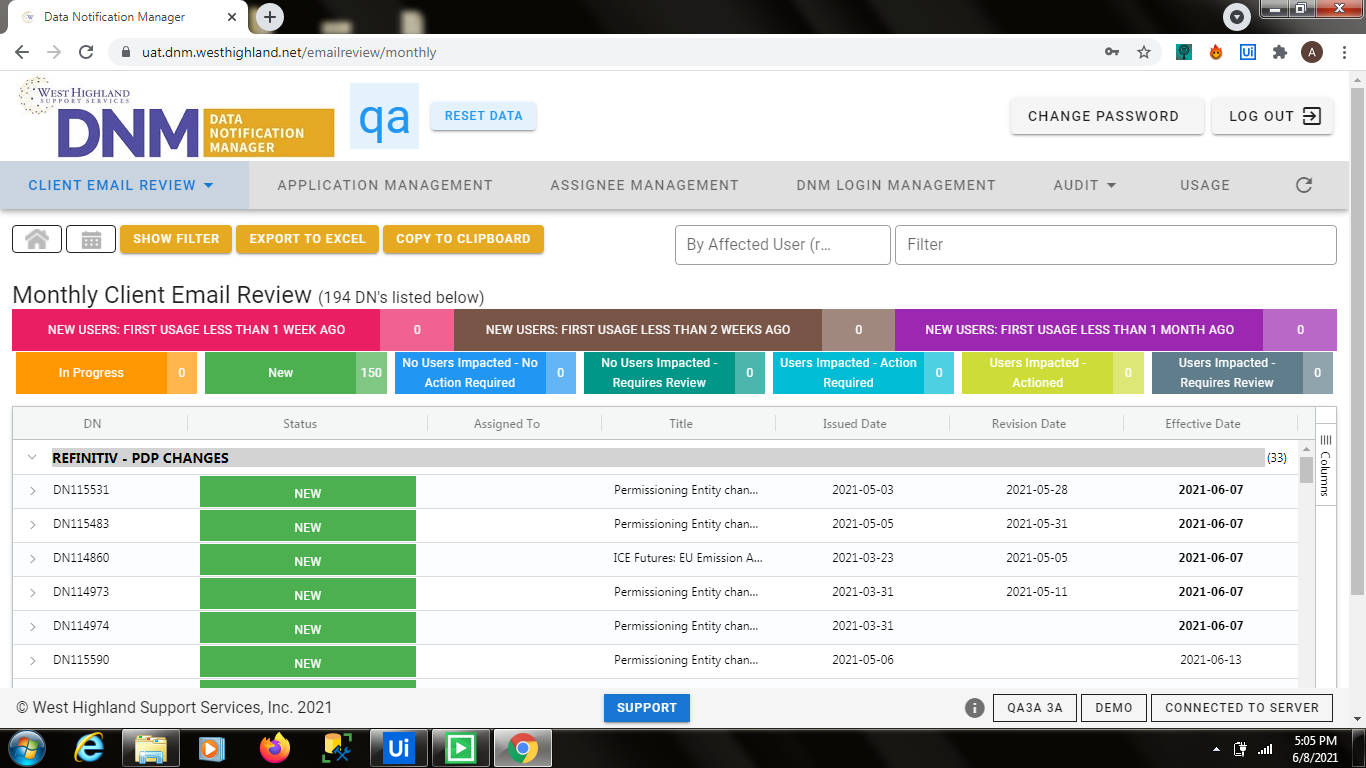 Data Notification Manager
uat.dnm.westhighland.net/emailreview/monthly
A
WEST HIGHLAND
SUPPORT SERVICES
DNM
DATA
NOTIFICATION
MANAGER
qa
RESET DATA
CHANGE PASSWORD
LOG OUT
CLIENT EMAIL REVIEW
APPLICATION MANAGEMENT
ASSIGNEE MANAGEMENT
DNM LOGIN MANAGEMENT
AUDIT
USAGE
SHOW FILTER
EXPORT TO EXCEL
COPY TO CLIPBOARD
By Affected User (r...
Filter
Monthly Client Email Review (194 DN's listed below)
NEW USERS: FIRST USAGE LESS THAN 1 WEEK AGO 0
NEW USERS: FIRST USAGE LESS THAN 2 WEEKS AGO 0
NEW USERS: FIRST USAGE LESS THAN 1 MONTH AGO 0
In Progress 0
New 150
No Users Impacted - No
Action Required 0
No Users Impacted -
Requires Review 0
Users Impacted - Action
Required 0
Users Impacted -
Actioned 0
Users Impacted -
Requires Review 0
DN Status Assigned To Title Issued Date Revision Date Effective Date
Columns
REFINITIV - PDP CHANGES (33)
DN115531 NEW Permissioning Entity chan... 2021-05-03 2021-05-28 2021-06-07
DN115483 NEW Permissioning Entity chan... 2021-05-05 2021-05-31 2021-06-07
DN114860 NEW ICE Futures: EU Emission A... 2021-03-23 2021-05-05 2021-06-07
DN114973 NEW Permissioning Entity chan... 2021-03-31 2021-05-11 2021-06-07
DN114974 NEW Permissioning Entity chan... 2021-03-31 2021-06-07
DN115590 NEW Permissioning Entity chan... 2021-05-06 2021-06-13
© West Highland Support Services, Inc. 2021
SUPPORT
QA3A 3A
DEMO
CONNECTED TO SERVER
Ui
5:05 PM
6/8/2021